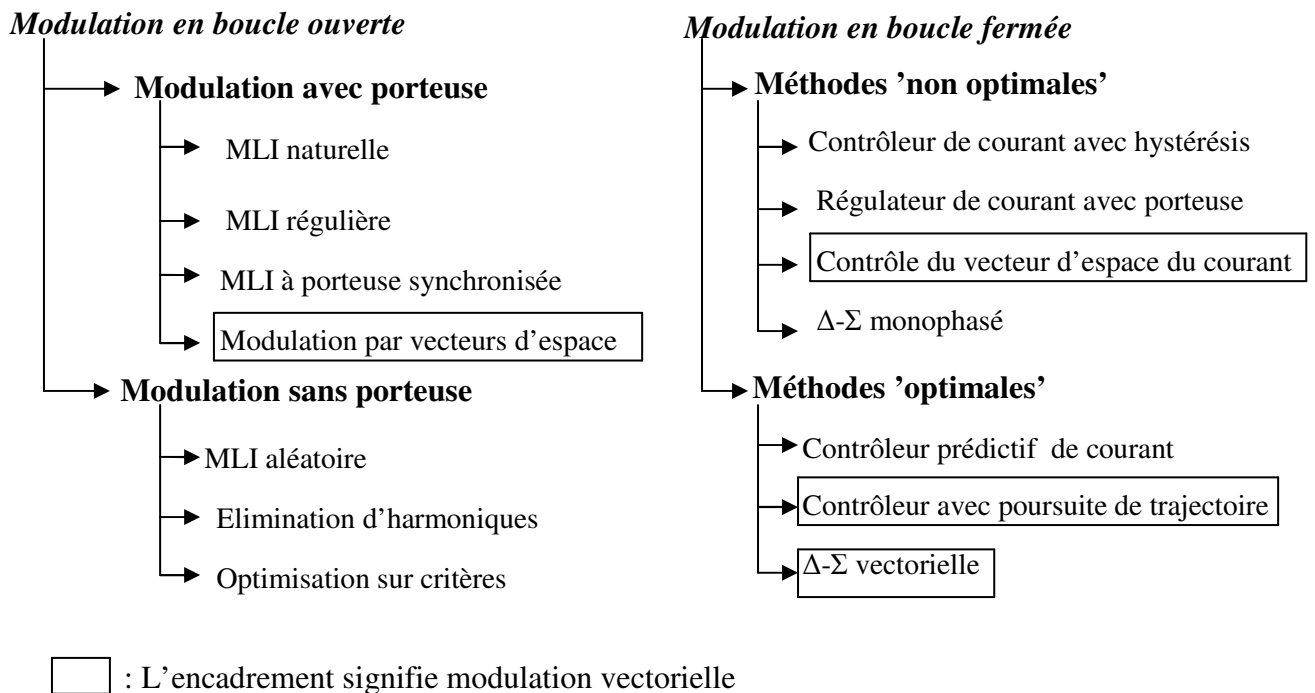 Modulation en boucle ouverte
Modulation avec porteuse
MLI naturelle
MLI régulière
MLI à porteuse synchronisée
Modulation par vecteurs d’espace
Modulation sans porteuse
MLI aléatoire
Elimination d’harmoniques
Optimisation sur critères
Modulation en boucle fermée
Méthodes ’non optimales’
Contrôleur de courant avec hystérésis
Régulateur de courant avec porteuse
Contrôle du vecteur d’espace du courant
Δ-Σ monophasé
Méthodes ’optimales’
Contrôleur prédictif de courant
Contrôleur avec poursuite de trajectoire
Δ-Σ vectorielle
: L’encadrement signifie modulation vectorielle